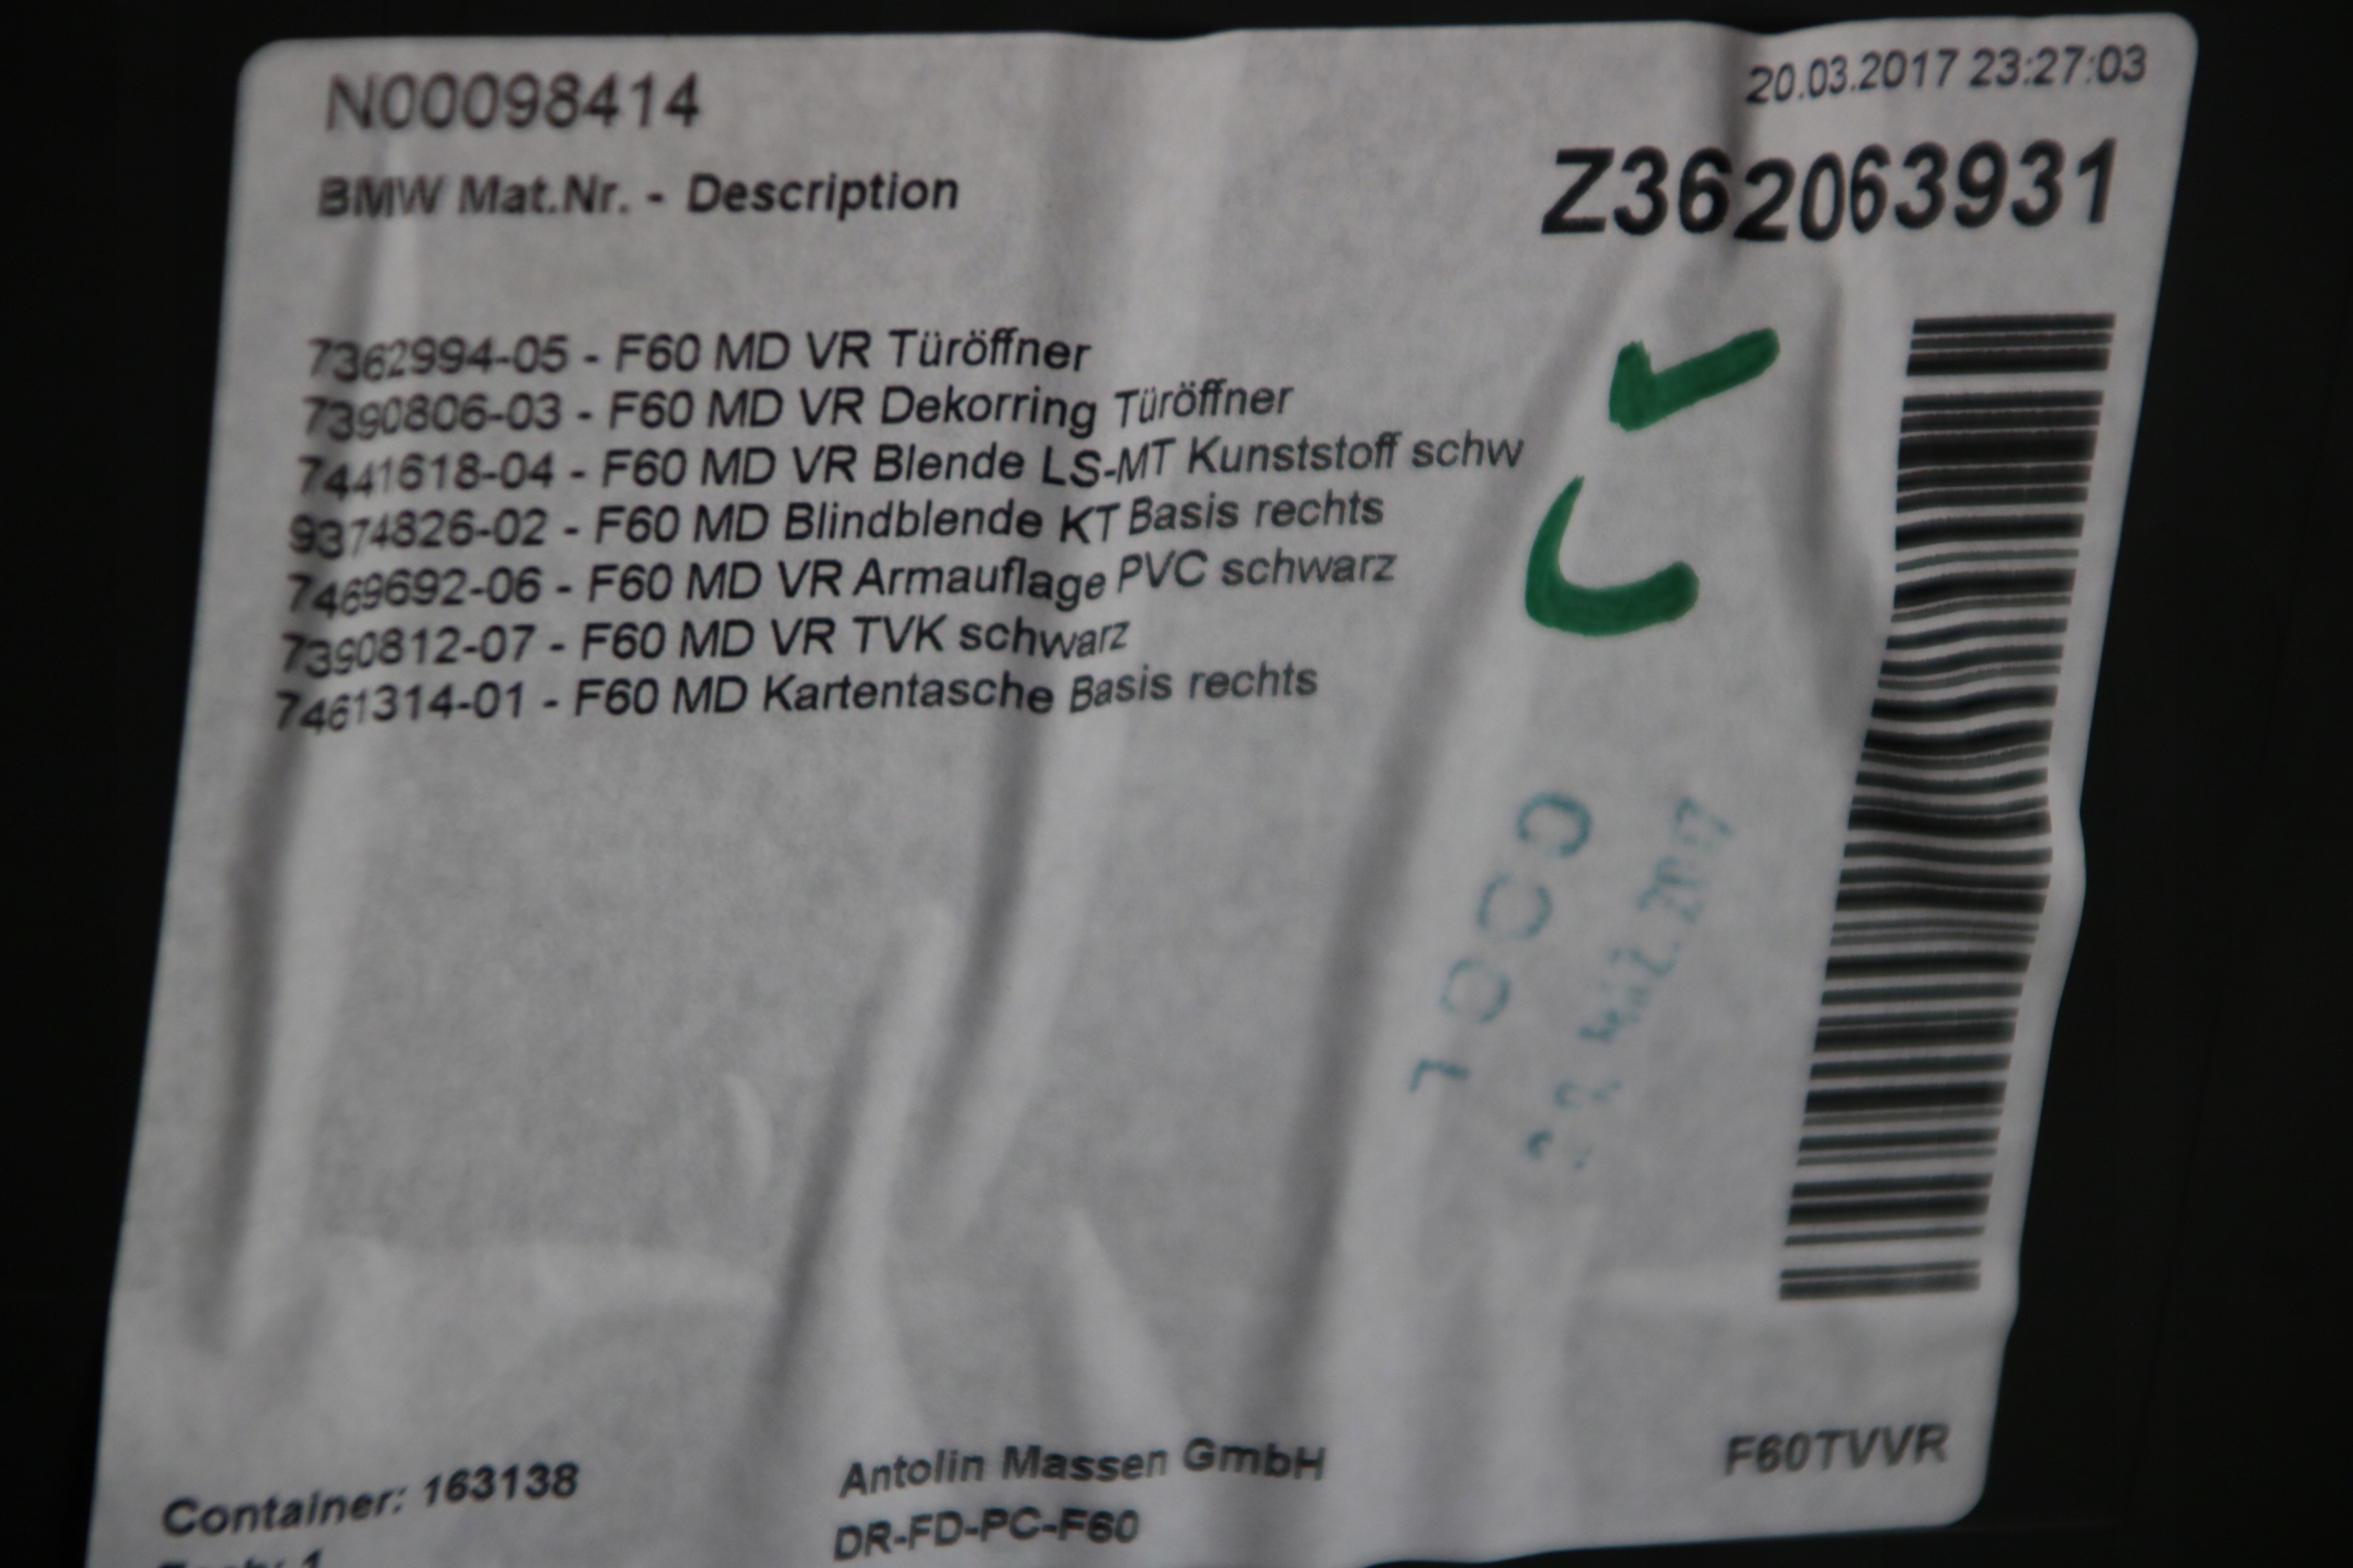 N00098414
20.03.2017 23:27:03
BMW Mat.Nr. - Description
Z362063931
7362994-05 - F60 MD VR Türöffner
7390806-03 - F60 MD VR Dekorring Türöffner
7441618-04 - F60 MD VR Blende LS-MT Kunststoff schw
9374826-02 - F60 MD Blindblende KT Basis rechts
7469692-06 - F60 MD VR Armauflage PVC schwarz
7390812-07 - F60 MD VR TVK schwarz
7461314-01 - F60 MD Kartentasche Basis rechts
F60TVVR
Container: 163138
Antolin Massen GmbH
DR-FD-PC-F60